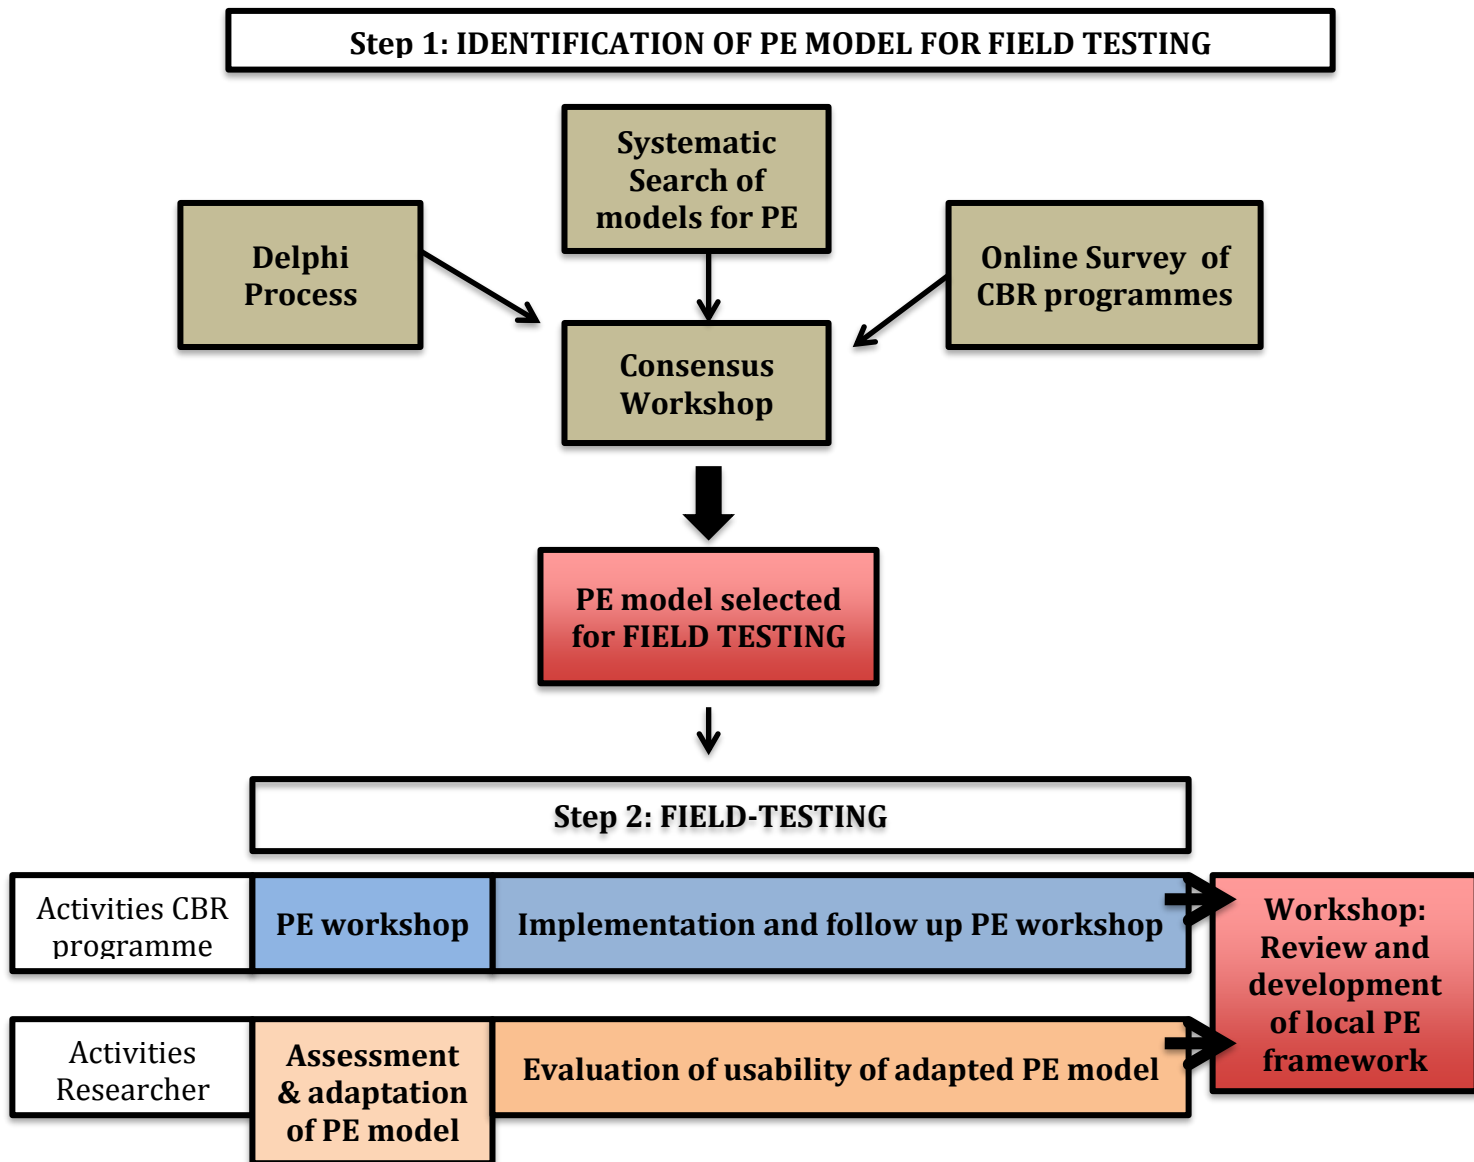 Step 1: IDENTIFICATION OF PE MODEL FOR FIELD TESTING
Systematic
Search of
models for PE
Delphi
Process
Online Survey of
CBR programmes
Consensus
Workshop
PE model selected
for FIELD TESTING
Step 2: FIELD-TESTING
Activities CBR
programme
PE workshop
Implementation and follow up PE workshop
Workshop:
Review and
development
of local PE
framework
Activities
Researcher
Assessment
& adaptation
of PE model
Evaluation of usability of adapted PE model